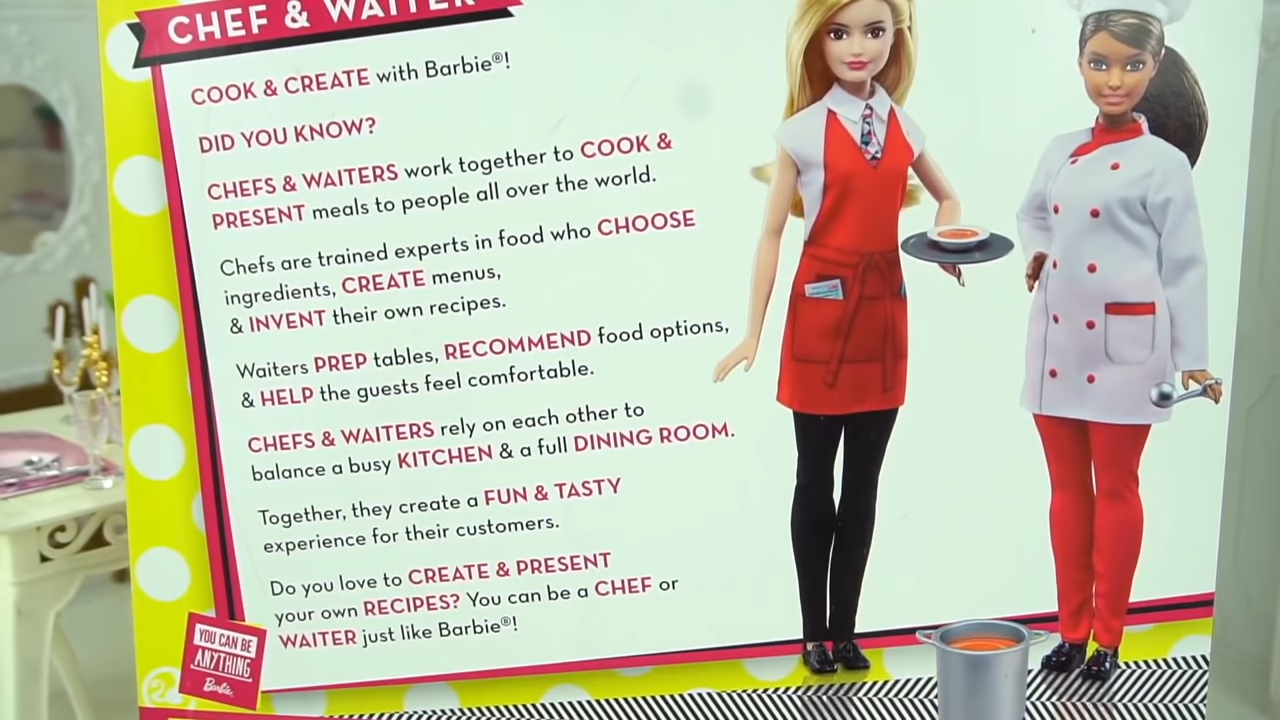 CHEF & WAITER
COOK & CREATE with Barbie®!
DID YOU KNOW?
CHEFS & WAITERS work together to COOK &
PRESENT meals to people all over the world.
Chefs are trained experts in food who CHOOSE
ingredients, CREATE menus,
& INVENT their own recipes.
Waiters PREP tables, RECOMMEND food options,
& HELP the guests feel comfortable.
CHEFS & WAITERS rely on each other to
balance a busy KITCHEN & a full DINING ROOM.
Together, they create a FUN & TASTY
experience for their customers.
Do you love to CREATE & PRESENT
your own RECIPES? You can be a CHEF or
WAITER just like Barbie®!
YOU CAN BE
ANYTHING
Barbie